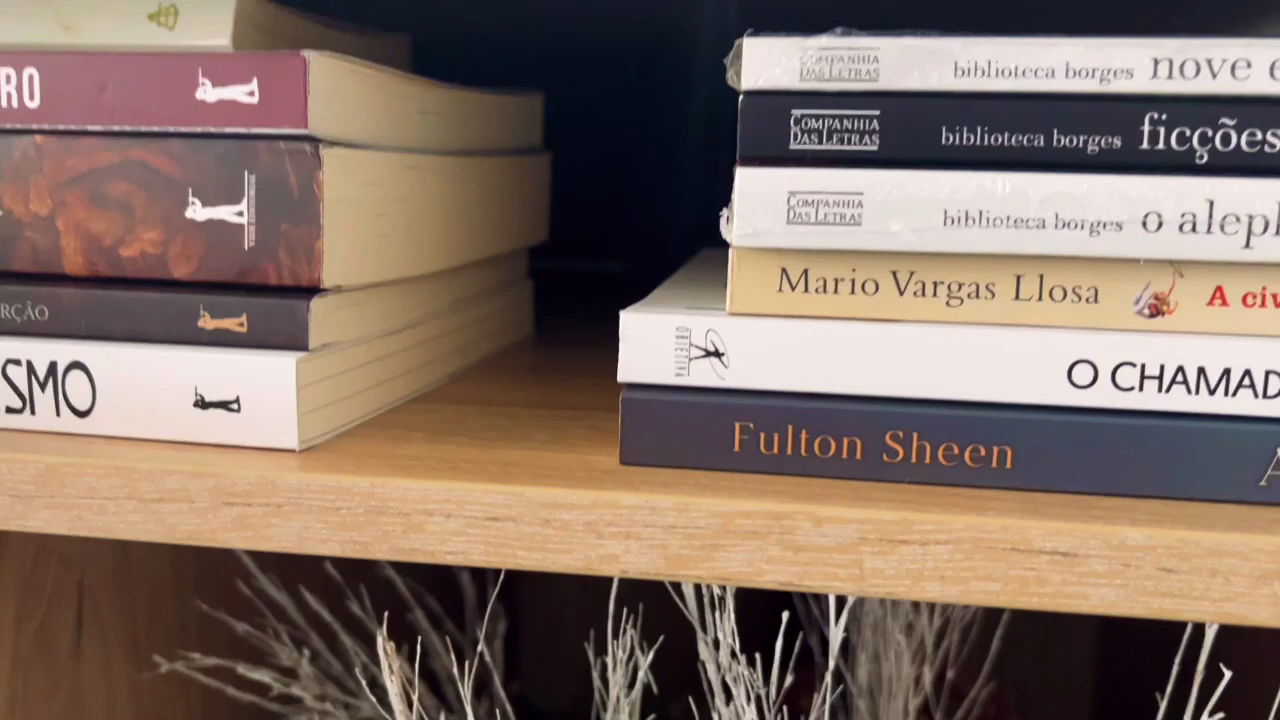 RO
RÇÃO
SMO
COMPANHIA
DAS LETRAS
biblioteca borges nove e
COMPANHIA
DAS LETRAS
biblioteca borges ficções
COMPANHIA
DAS LETRAS
biblioteca borges o aleph
Mario Vargas Llosa A civ
OBJETIVA
O CHAMAD
Fulton Sheen A